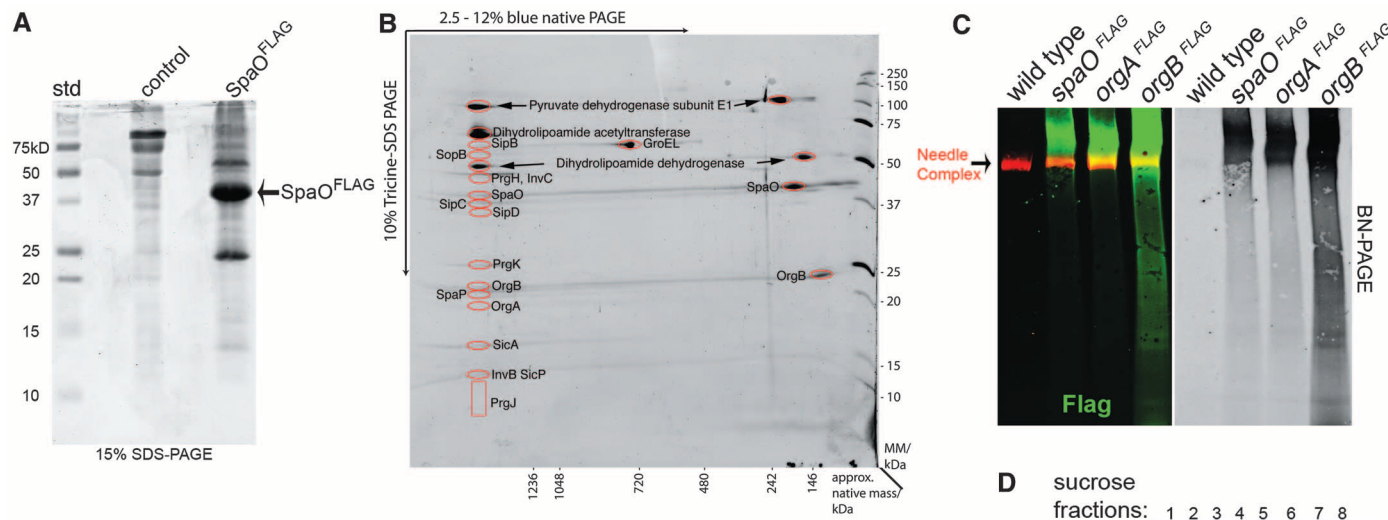 A
std
control
SpaO^FLAG
75kD
50
37
25
20
15
10
SpaO^FLAG
15% SDS-PAGE
B
2.5 - 12% blue native PAGE
10% Tricine-SDS PAGE
Pyruvate dehydrogenase subunit E1
Dihydrolipoamide acetyltransferase
SipB
GroEL
SopB
Dihydrolipoamide dehydrogenase
PrgH, InvC
SpaO
SpaO
SipC
SipD
PrgK
OrgB
OrgB
SpaP
OrgA
SicA
InvB SicP
PrgJ
- 250
- 150
- 100
- 75
- 50
- 37
- 25
- 20
- 15
- 10
MM/
kDa
1236
1048
720
480
242
146
approx.
native mass/
kDa
C
wild type
spaO^FLAG
orgA^FLAG
orgB^FLAG
wild type
spaO^FLAG
orgA^FLAG
orgB^FLAG
Needle
Complex
Flag
BN-PAGE
D
sucrose
fractions: 1 2 3 4 5 6 7 8